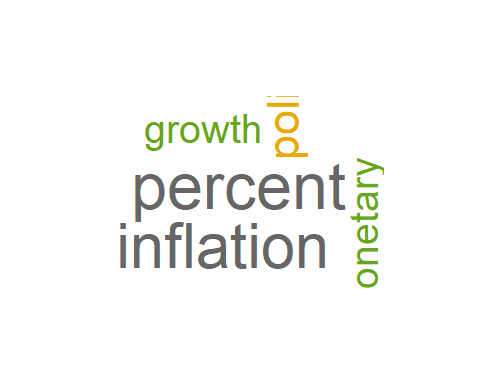 growth
poli
percent
inflation
onetary